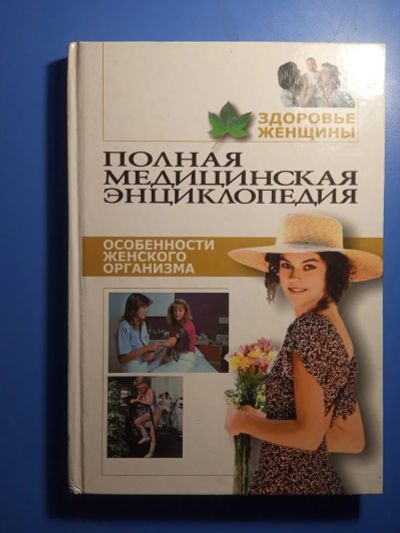 ЗДОРОВЬЕ
ЖЕНЩИНЫ
ПОЛНАЯ
МЕДИЦИНСКАЯ
ЭНЦИКЛОПЕДИЯ
ОСОБЕННОСТИ
ЖЕНСКОГО
ОРГАНИЗМА